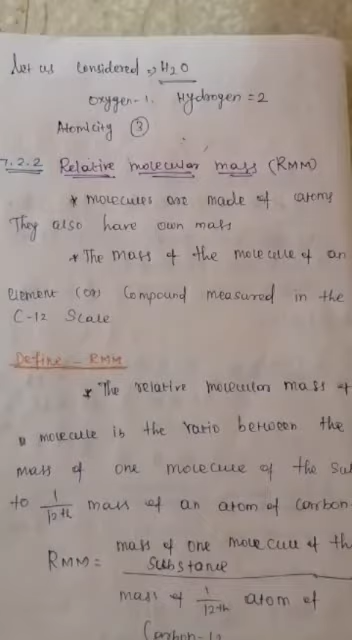 Let us considered => H2O
Oxygen-1. Hydrogen = 2
Atomicity ③
7.2.2 Relative molecular mass (RMM)
* molecules are made of atoms
They also have own mass
* The mass of the molecule of an
element (or) Compound measured in the
C-12 Scale
Define - RMM
* The relative molecular mass of
a molecule is the ratio between the
mass of one molecule of the Su
to 1/12th mass of an atom of carbon
RMM = mass of one molecule of th
Substance
mass of 1/12th atom of
Carbon-12